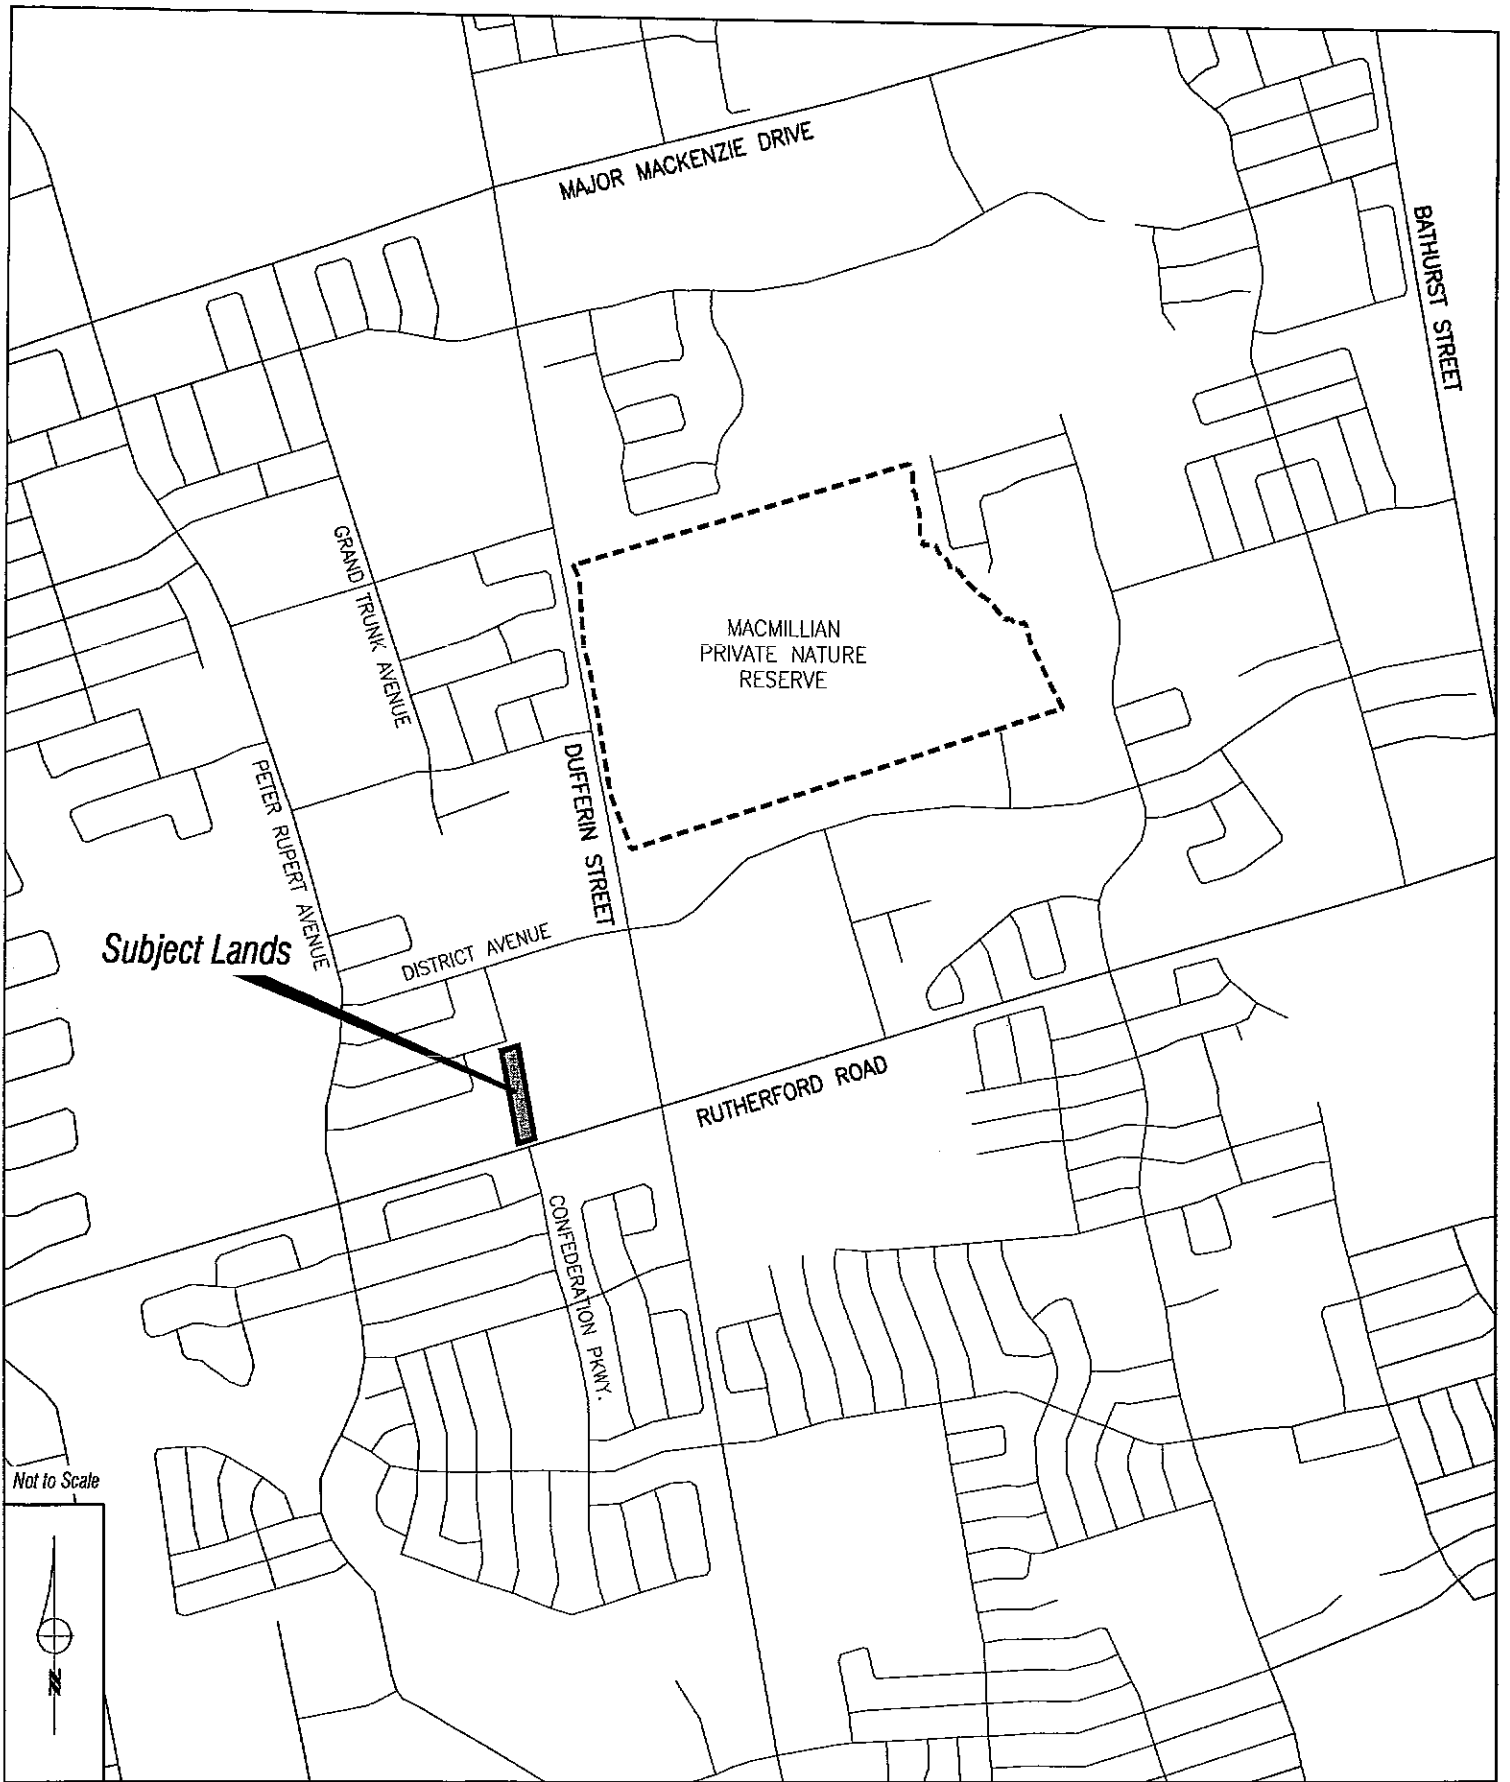 MAJOR MACKENZIE DRIVE
BATHURST STREET
GRAND TRUNK AVENUE
MACMILLIAN
PRIVATE NATURE
RESERVE
DUFFERIN STREET
PETER RUPERT AVENUE
Subject Lands
DISTRICT AVENUE
RUTHERFORD ROAD
CONFEDERATION PKWY.
Not to Scale
N